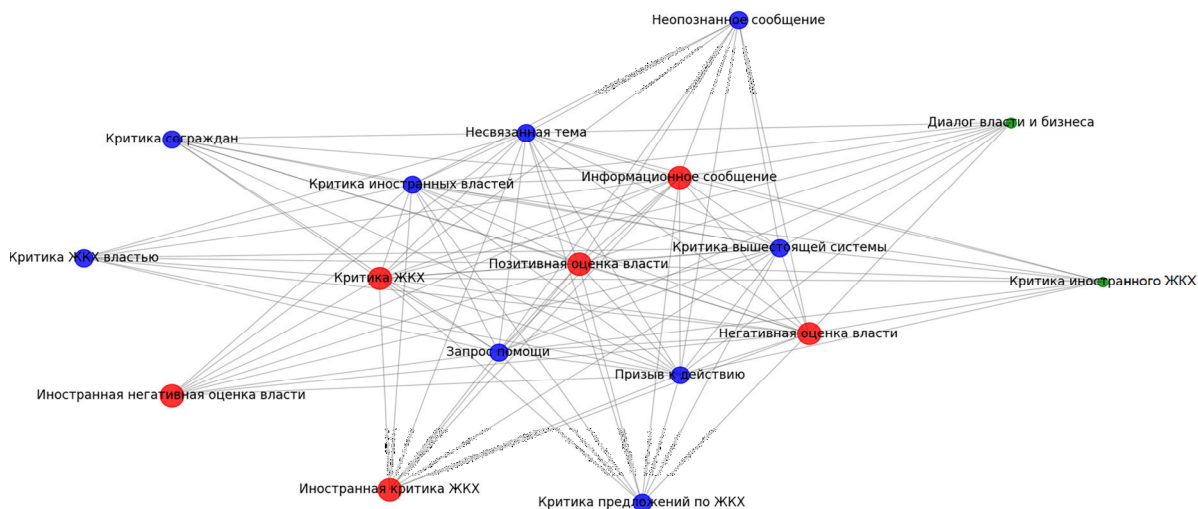 Неопознанное сообщение
Диалог власти и бизнеса
Несвязанная тема
Критика сограждан
Информационное сообщение
Критика иностранных властей
Критика вышестоящей системы
Критика ЖКХ властью
Позитивная оценка власти
Критика ЖКХ
Критика иностранного ЖКХ
Негативная оценка власти
Запрос помощи
Призыв к действию
Иностранная негативная оценка власти
Иностранная критика ЖКХ
Критика предложений по ЖКХ